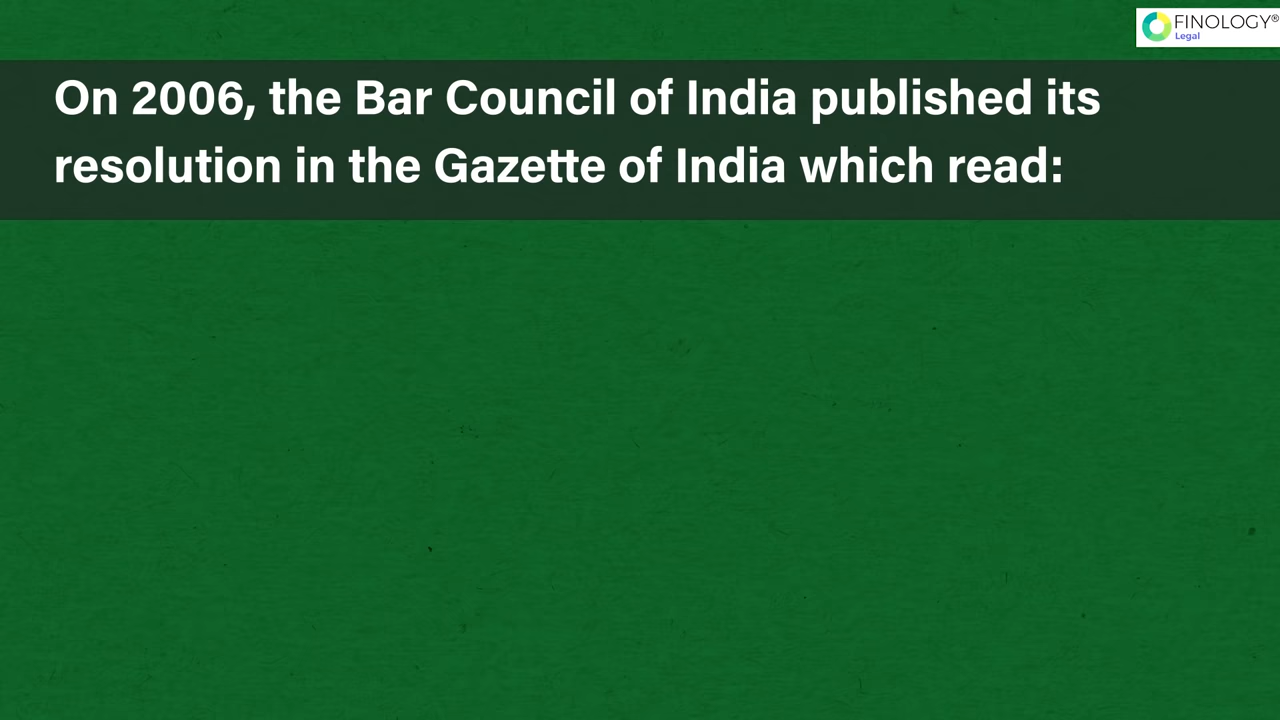 FINOLOGY®
Legal
On 2006, the Bar Council of India published its
resolution in the Gazette of India which read: